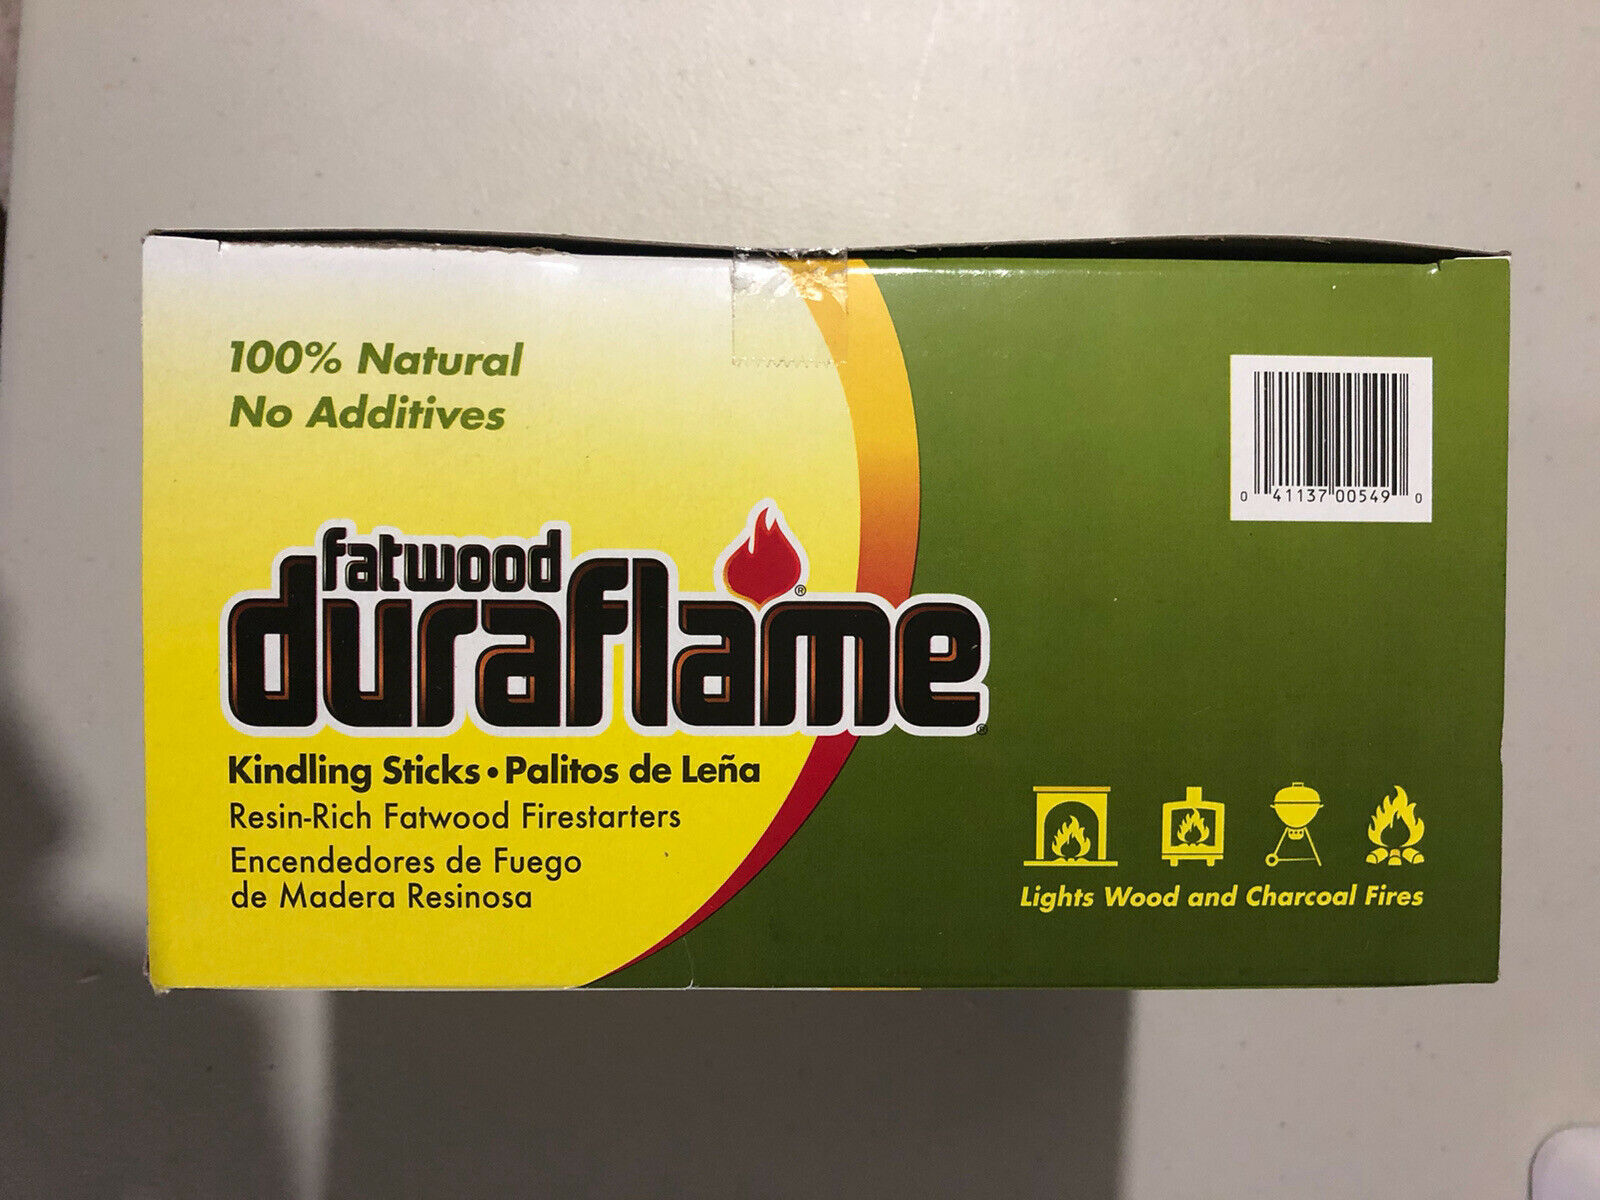 100% Natural
No Additives
fatwood
duraflame
Kindling Sticks • Palitos de Leña
Resin-Rich Fatwood Firestarters
Encendedores de Fuego
de Madera Resinosa
0 41137 00549 0
Lights Wood and Charcoal Fires